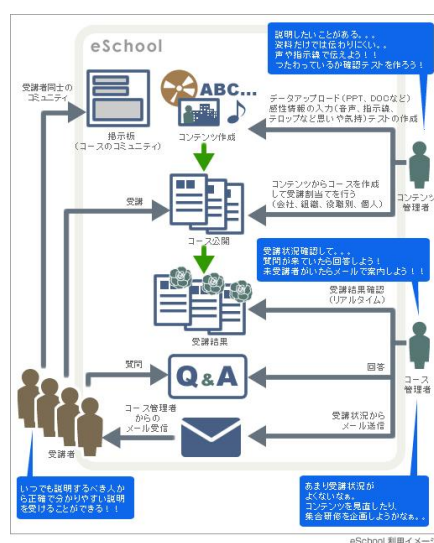 eSchool
説明したいことがある。。。
資料だけでは伝わりにくい。。
声や指示線で伝えよう！！
つたわっているか確認テストを作ろう！
受講者同士の
コミュニティ
ABC...
掲示板
(コースのコミュニティ)
コンテンツ作成
データアップロード(PPT、DOCなど)
感性情報の入力(音声、指示線、
テロップなど思いや気持)テストの作成
コンテンツ
管理者
受講
コンテンツからコースを作成
して受講割当てを行う
(会社、組織、役職別、個人)
コース公開
受講状況確認して。。。
質問が来ていたら回答しよう！
未受講者がいたらメールで案内しよう！！
受講結果確認
(リアルタイム)
受講結果
コース
管理者
質問
Q&A
回答
コース管理者
からの
メール受信
受講状況から
メール送信
受講者
いつでも説明するべき人か
ら正確で分かりやすい説明
を受けることができる！！
あまり受講状況が
よくないなぁ。
コンテンツを見直したり、
集合研修を企画しようかなぁ。。
eSchool 利用イメージ